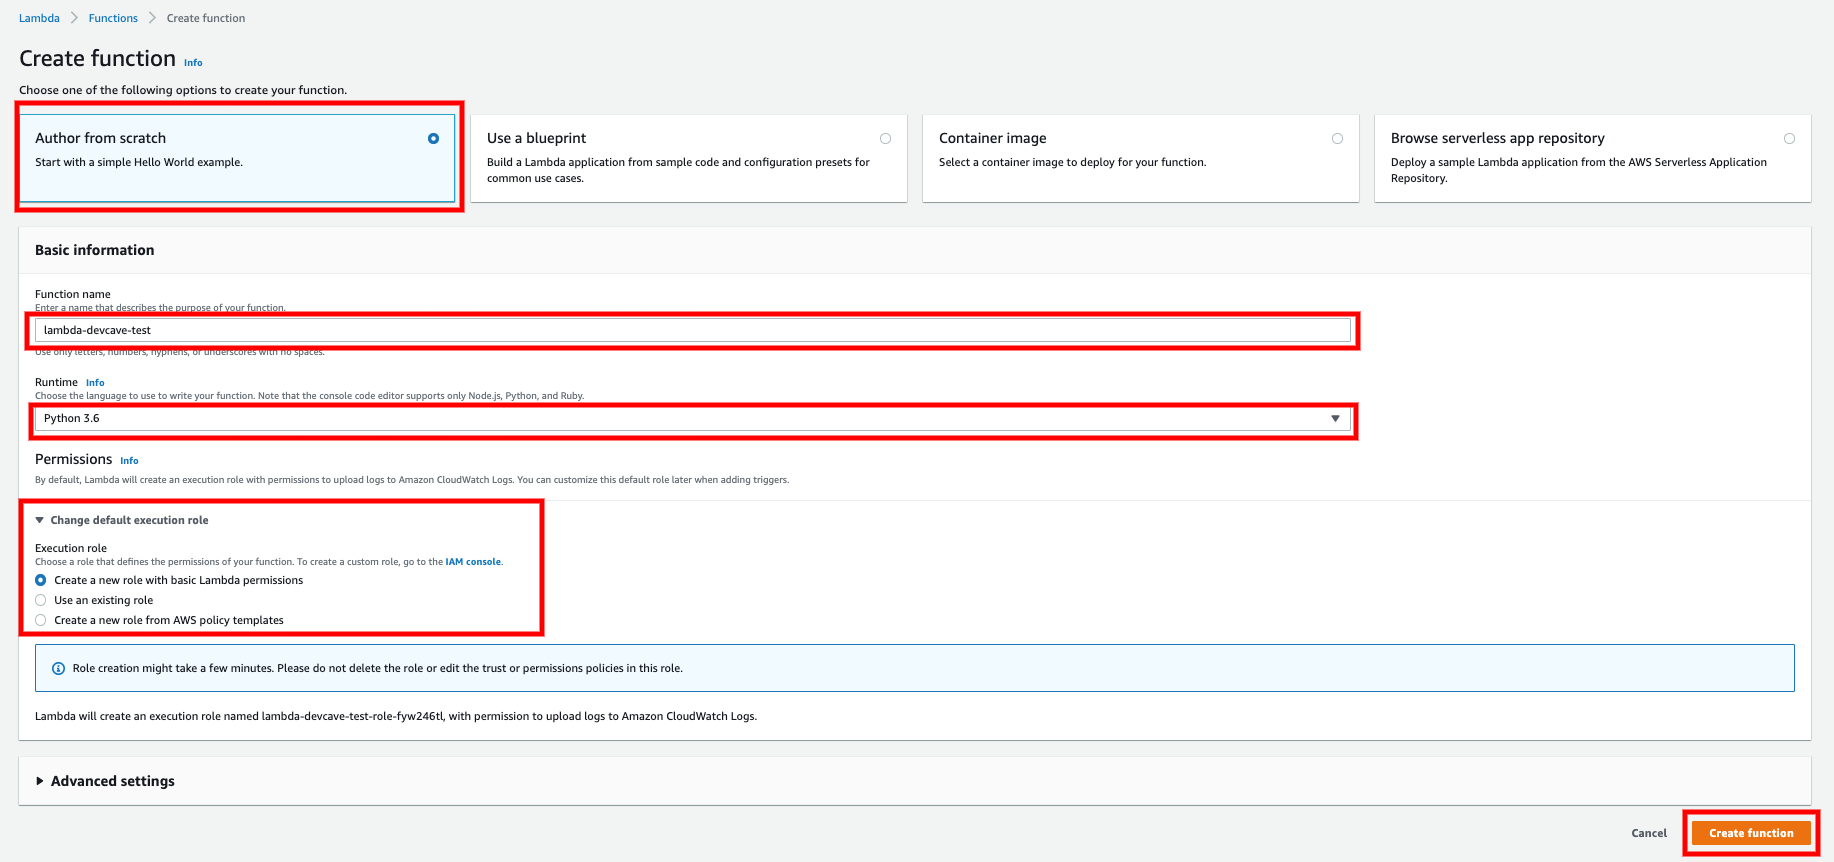 Lambda > Functions > Create function
Create function Info
Choose one of the following options to create your function.
Author from scratch
Start with a simple Hello World example.
Use a blueprint
Build a Lambda application from sample code and configuration presets for
common use cases.
Container image
Select a container image to deploy for your function.
Browse serverless app repository
Deploy a sample Lambda application from the AWS Serverless Application
Repository.
Basic information
Function name
Enter a name that describes the purpose of your function.
lambda-devcave-test
Use only letters, numbers, hyphens, or underscores with no spaces.
Runtime Info
Choose the language to use to write your function. Note that the console code editor supports only Node.js, Python, and Ruby.
Python 3.6
Permissions Info
By default, Lambda will create an execution role with permissions to upload logs to Amazon CloudWatch Logs. You can customize this default role later when adding triggers.
Change default execution role
Execution role
Choose a role that defines the permissions of your function. To create a custom role, go to the IAM console.
Create a new role with basic Lambda permissions
Use an existing role
Create a new role from AWS policy templates
Role creation might take a few minutes. Please do not delete the role or edit the trust or permissions policies in this role.
Lambda will create an execution role named lambda-devcave-test-role-fyw246tl, with permission to upload logs to Amazon CloudWatch Logs.
Advanced settings
Cancel Create function